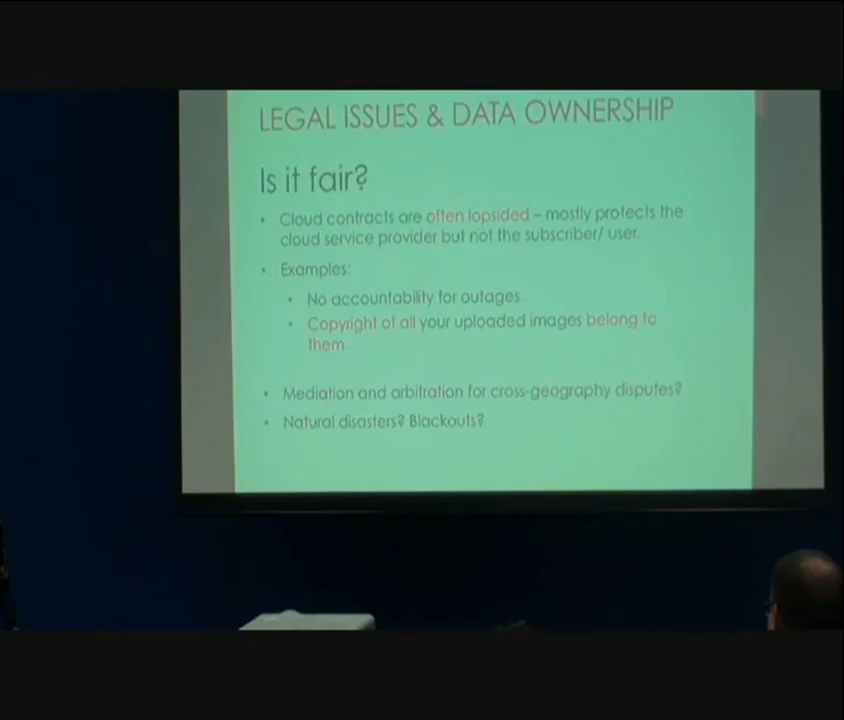 LEGAL ISSUES & DATA OWNERSHIP
Is it fair?
• Cloud contracts are often lopsided – mostly protects the
cloud service provider but not the subscriber/ user.
• Examples:
• No accountability for outages.
• Copyright of all your uploaded images belong to
them.
• Mediation and arbitration for cross-geography disputes?
• Natural disasters? Blackouts?